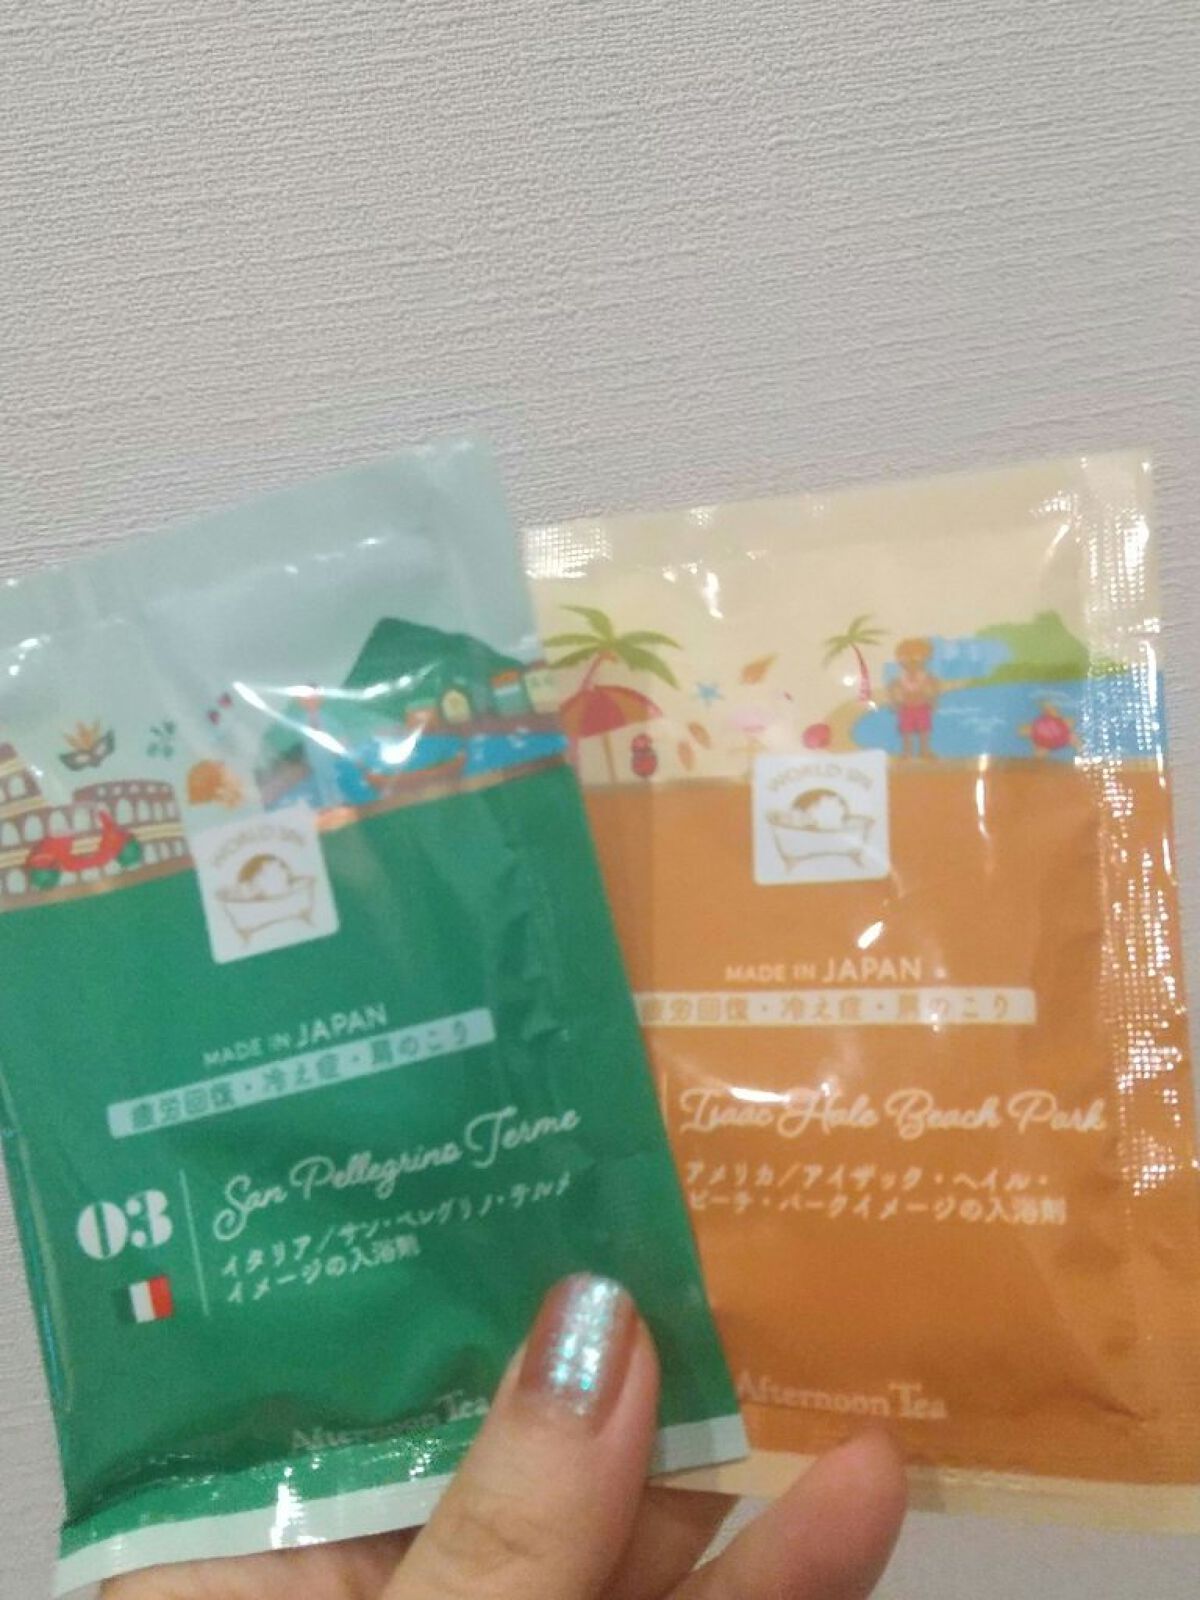 WORLD SPA
MADE IN JAPAN
疲労回復・冷え症・肩のこり
03
San Pellegrino Terme
イタリア/サン・ペレグリノ・テルメ
イメージの入浴剤
Afternoon Tea
WORLD SPA
MADE IN JAPAN
疲労回復・冷え症・肩のこり
Isaac Hale Beach Park
アメリカ/アイザック・ヘイル・
ビーチ・パークイメージの入浴剤
Afternoon Tea